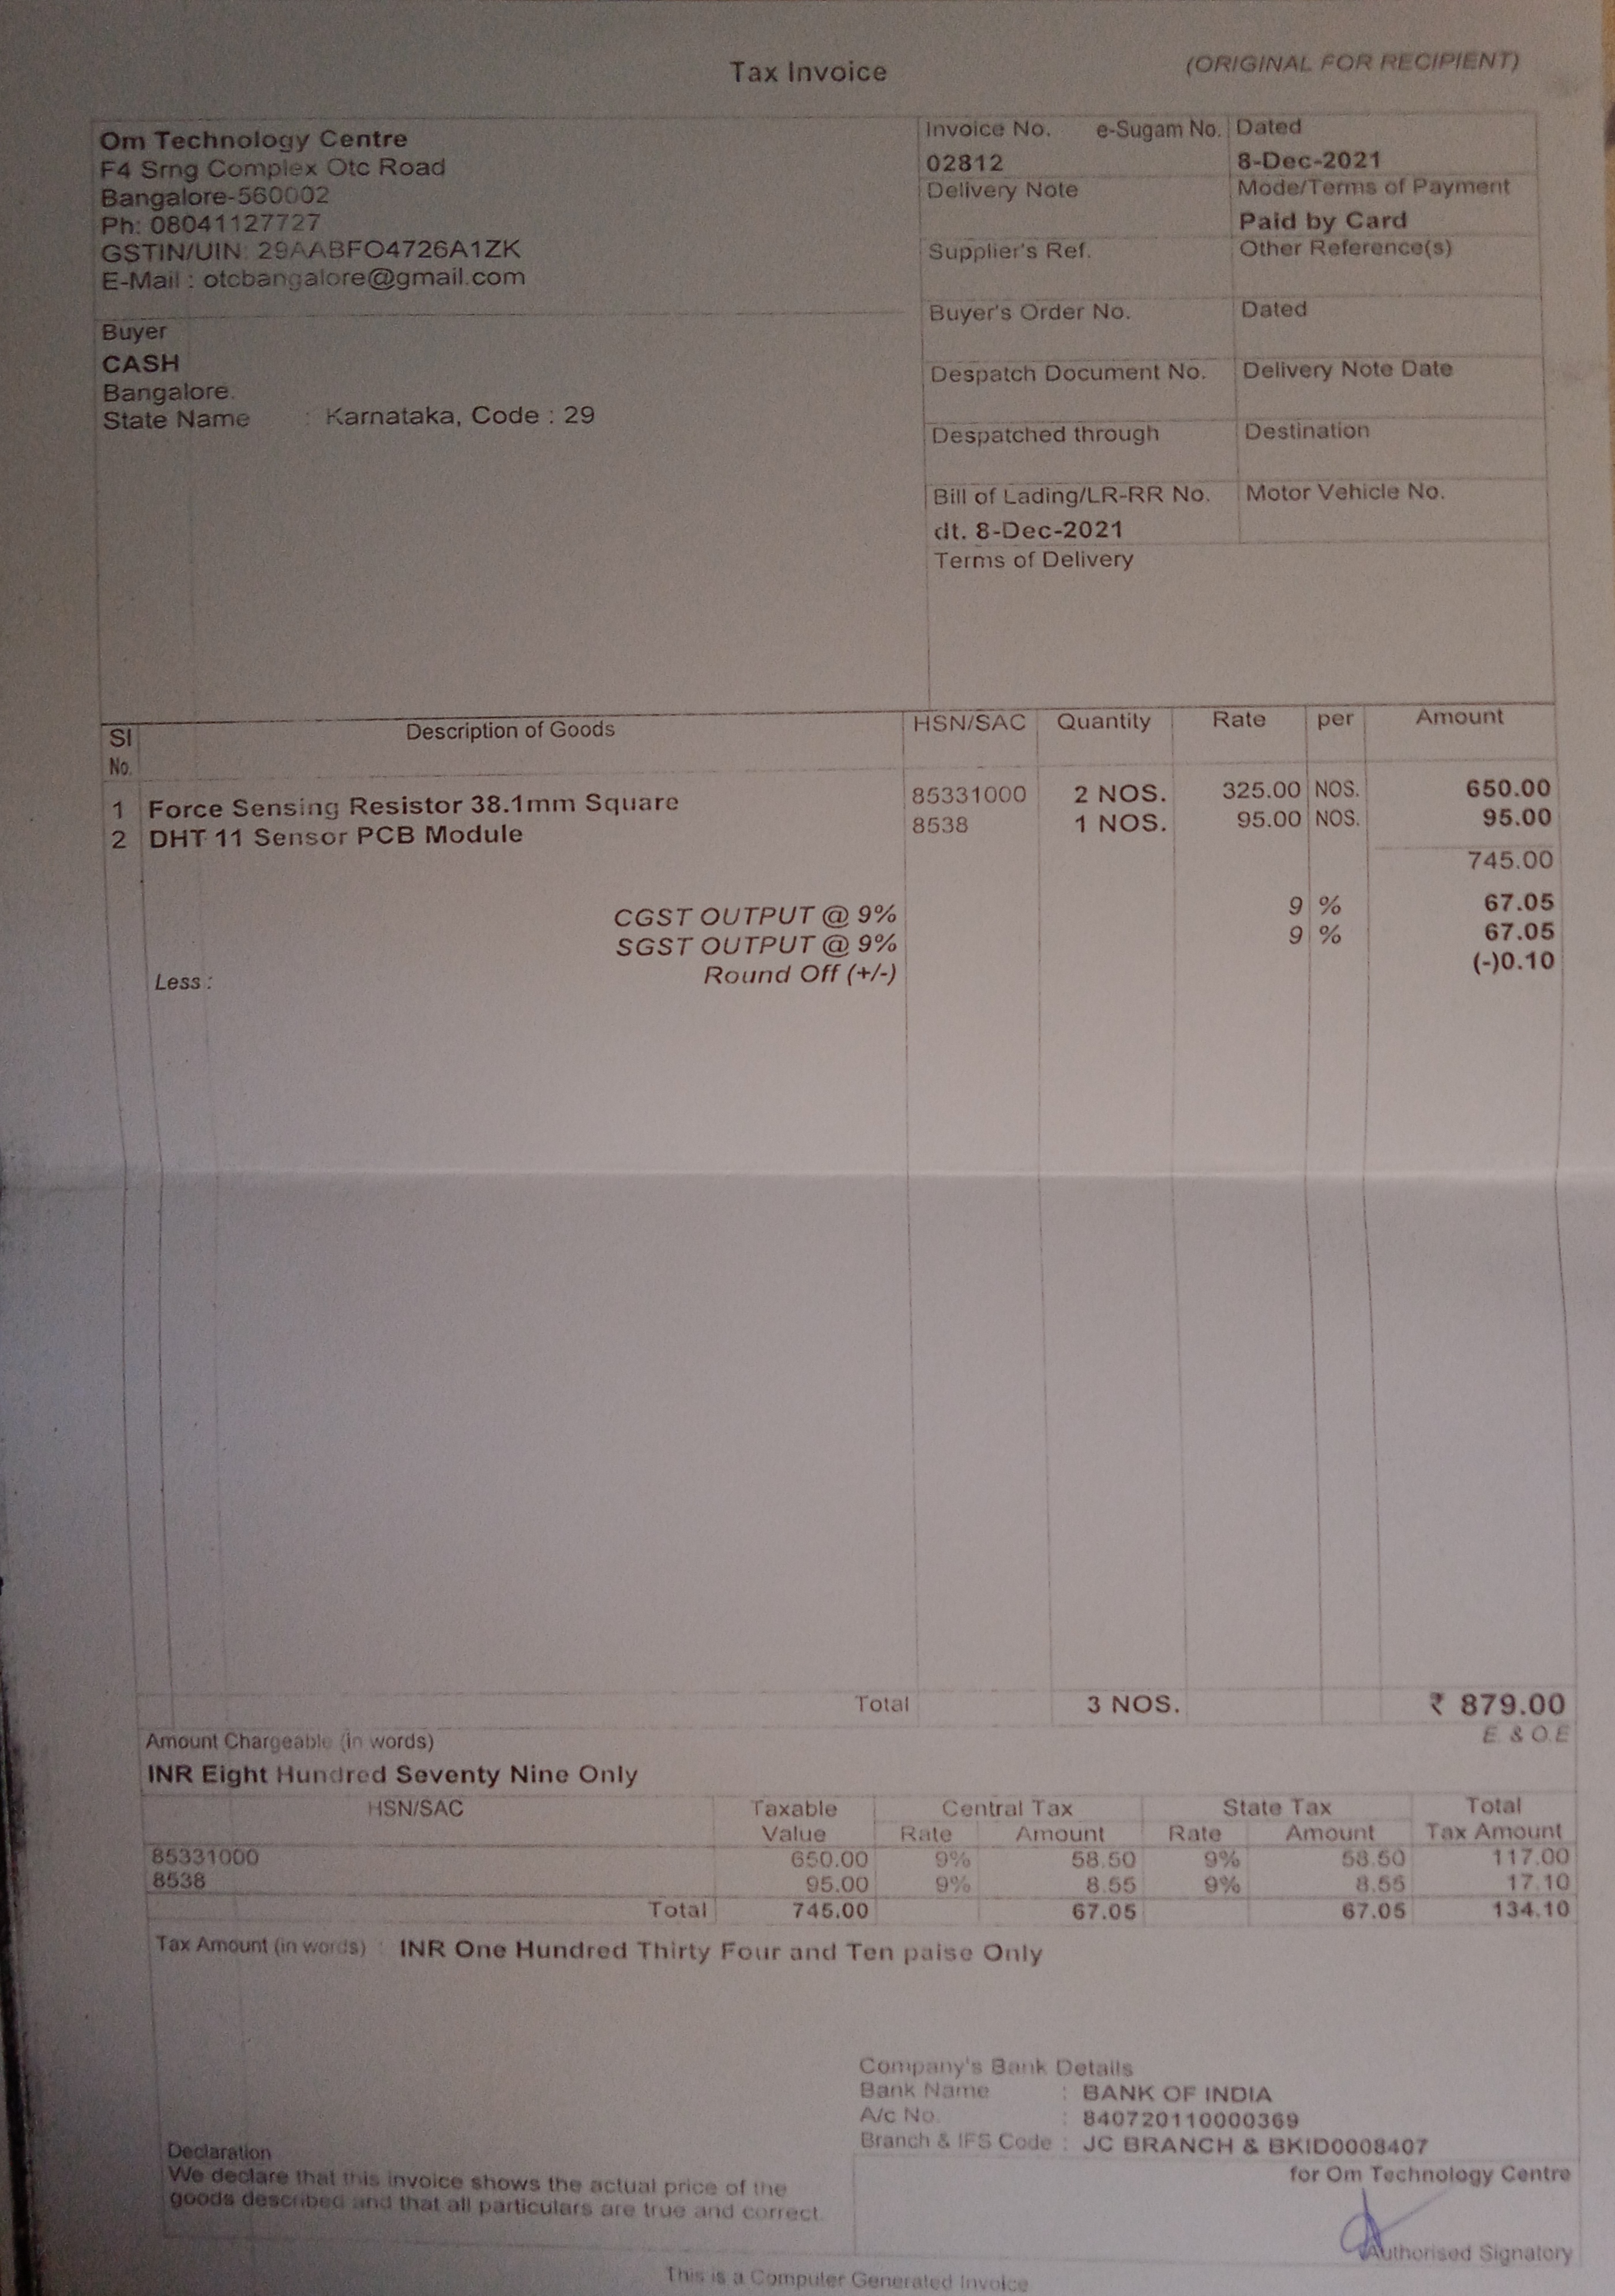 Tax Invoice
(ORIGINAL FOR RECIPIENT)
Om Technology Centre
F4 Srng Complex Otc Road
Bangalore-560002
Ph: 08041127727
GSTIN/UIN: 29AABFO4726A1ZK
E-Mail : otcbangalore@gmail.com
Buyer
CASH
Bangalore.
State Name : Karnataka, Code : 29
Invoice No. e-Sugam No. Dated
02812 8-Dec-2021
Delivery Note Mode/Terms of Payment
Paid by Card
Supplier's Ref. Other Reference(s)
Buyer's Order No. Dated
Despatch Document No. Delivery Note Date
Despatched through Destination
Bill of Lading/LR-RR No. Motor Vehicle No.
dt. 8-Dec-2021
Terms of Delivery
Sl Description of Goods HSN/SAC Quantity Rate per Amount
No.
1 Force Sensing Resistor 38.1mm Square 85331000 2 NOS. 325.00 NOS. 650.00
2 DHT 11 Sensor PCB Module 8538 1 NOS. 95.00 NOS. 95.00
745.00
CGST OUTPUT @ 9% 9 % 67.05
SGST OUTPUT @ 9% 9 % 67.05
Less : Round Off (+/-) (-)0.10
Total 3 NOS. ₹ 879.00
Amount Chargeable (in words) E. & O.E
INR Eight Hundred Seventy Nine Only
HSN/SAC Taxable Central Tax State Tax Total
Value Rate Amount Rate Amount Tax Amount
85331000 650.00 9% 58.50 9% 58.50 117.00
8538 95.00 9% 8.55 9% 8.55 17.10
Total 745.00 67.05 67.05 134.10
Tax Amount (in words) : INR One Hundred Thirty Four and Ten paise Only
Company's Bank Details
Bank Name : BANK OF INDIA
A/c No. : 840720110000369
Branch & IFS Code : JC BRANCH & BKID0008407
Declaration
We declare that this invoice shows the actual price of the
goods described and that all particulars are true and correct.
for Om Technology Centre
Authorised Signatory
This is a Computer Generated Invoice